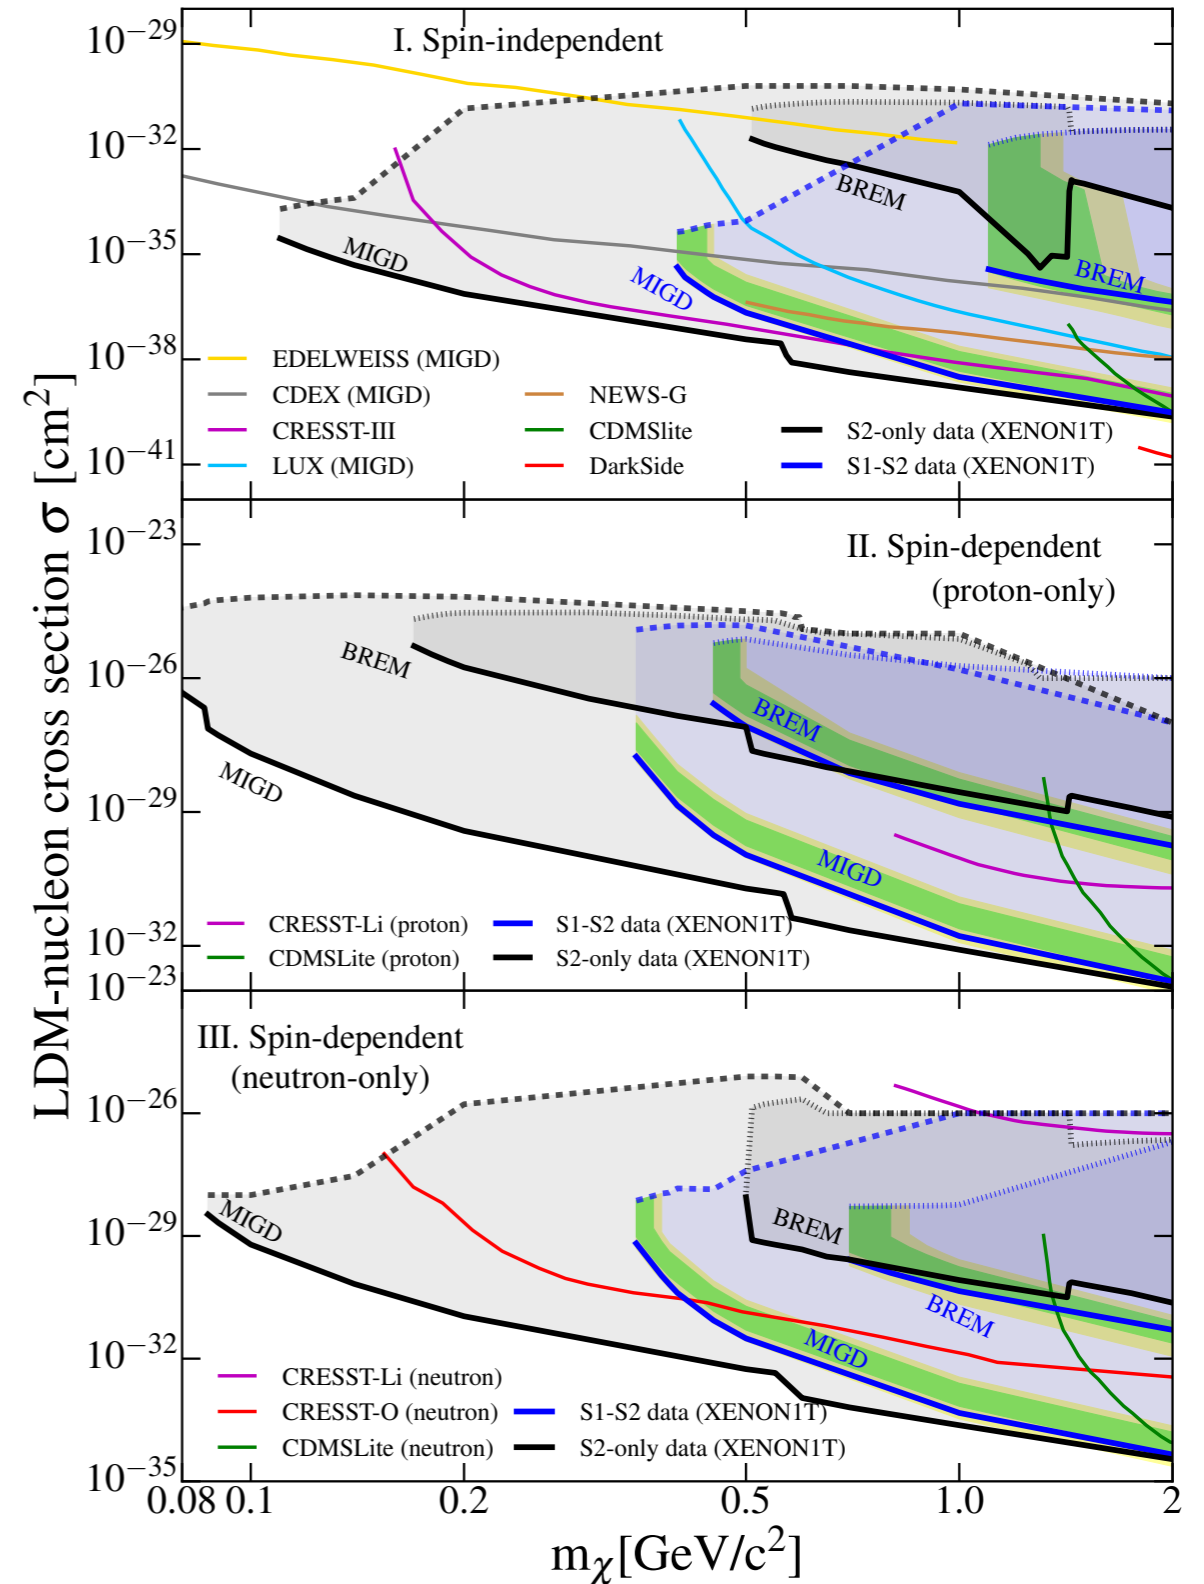 LDM-nucleon cross section σ [cm²]
10⁻²⁹
10⁻³²
10⁻³⁵
10⁻³⁸
10⁻⁴¹
I. Spin-independent
BREM
MIGD
MIGD
BREM
EDELWEISS (MIGD)
CDEX (MIGD)
CRESST-III
LUX (MIGD)
NEWS-G
CDMSlite
DarkSide
S2-only data (XENON1T)
S1-S2 data (XENON1T)
10⁻²³
10⁻²⁶
10⁻²⁹
10⁻³²
II. Spin-dependent
(proton-only)
BREM
MIGD
BREM
MIGD
CRESST-Li (proton)
CDMSLite (proton)
S1-S2 data (XENON1T)
S2-only data (XENON1T)
10⁻²³
10⁻²⁶
10⁻²⁹
10⁻³²
10⁻³⁵
III. Spin-dependent
(neutron-only)
MIGD
BREM
BREM
MIGD
CRESST-Li (neutron)
CRESST-O (neutron)
CDMSLite (neutron)
S1-S2 data (XENON1T)
S2-only data (XENON1T)
0.08 0.1 0.2 0.5 1.0 2
mχ[GeV/c²]